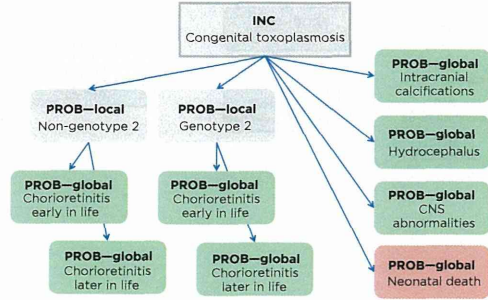 INC
Congenital toxoplasmosis
PROB—global
Intracranial
calcifications
PROB—local
Non-genotype 2
PROB—local
Genotype 2
PROB—global
Hydrocephalus
PROB—global
Chorioretinitis
early in life
PROB—global
Chorioretinitis
early in life
PROB—global
CNS
abnormalities
PROB—global
Chorioretinitis
later in life
PROB—global
Chorioretinitis
later in life
PROB—global
Neonatal death